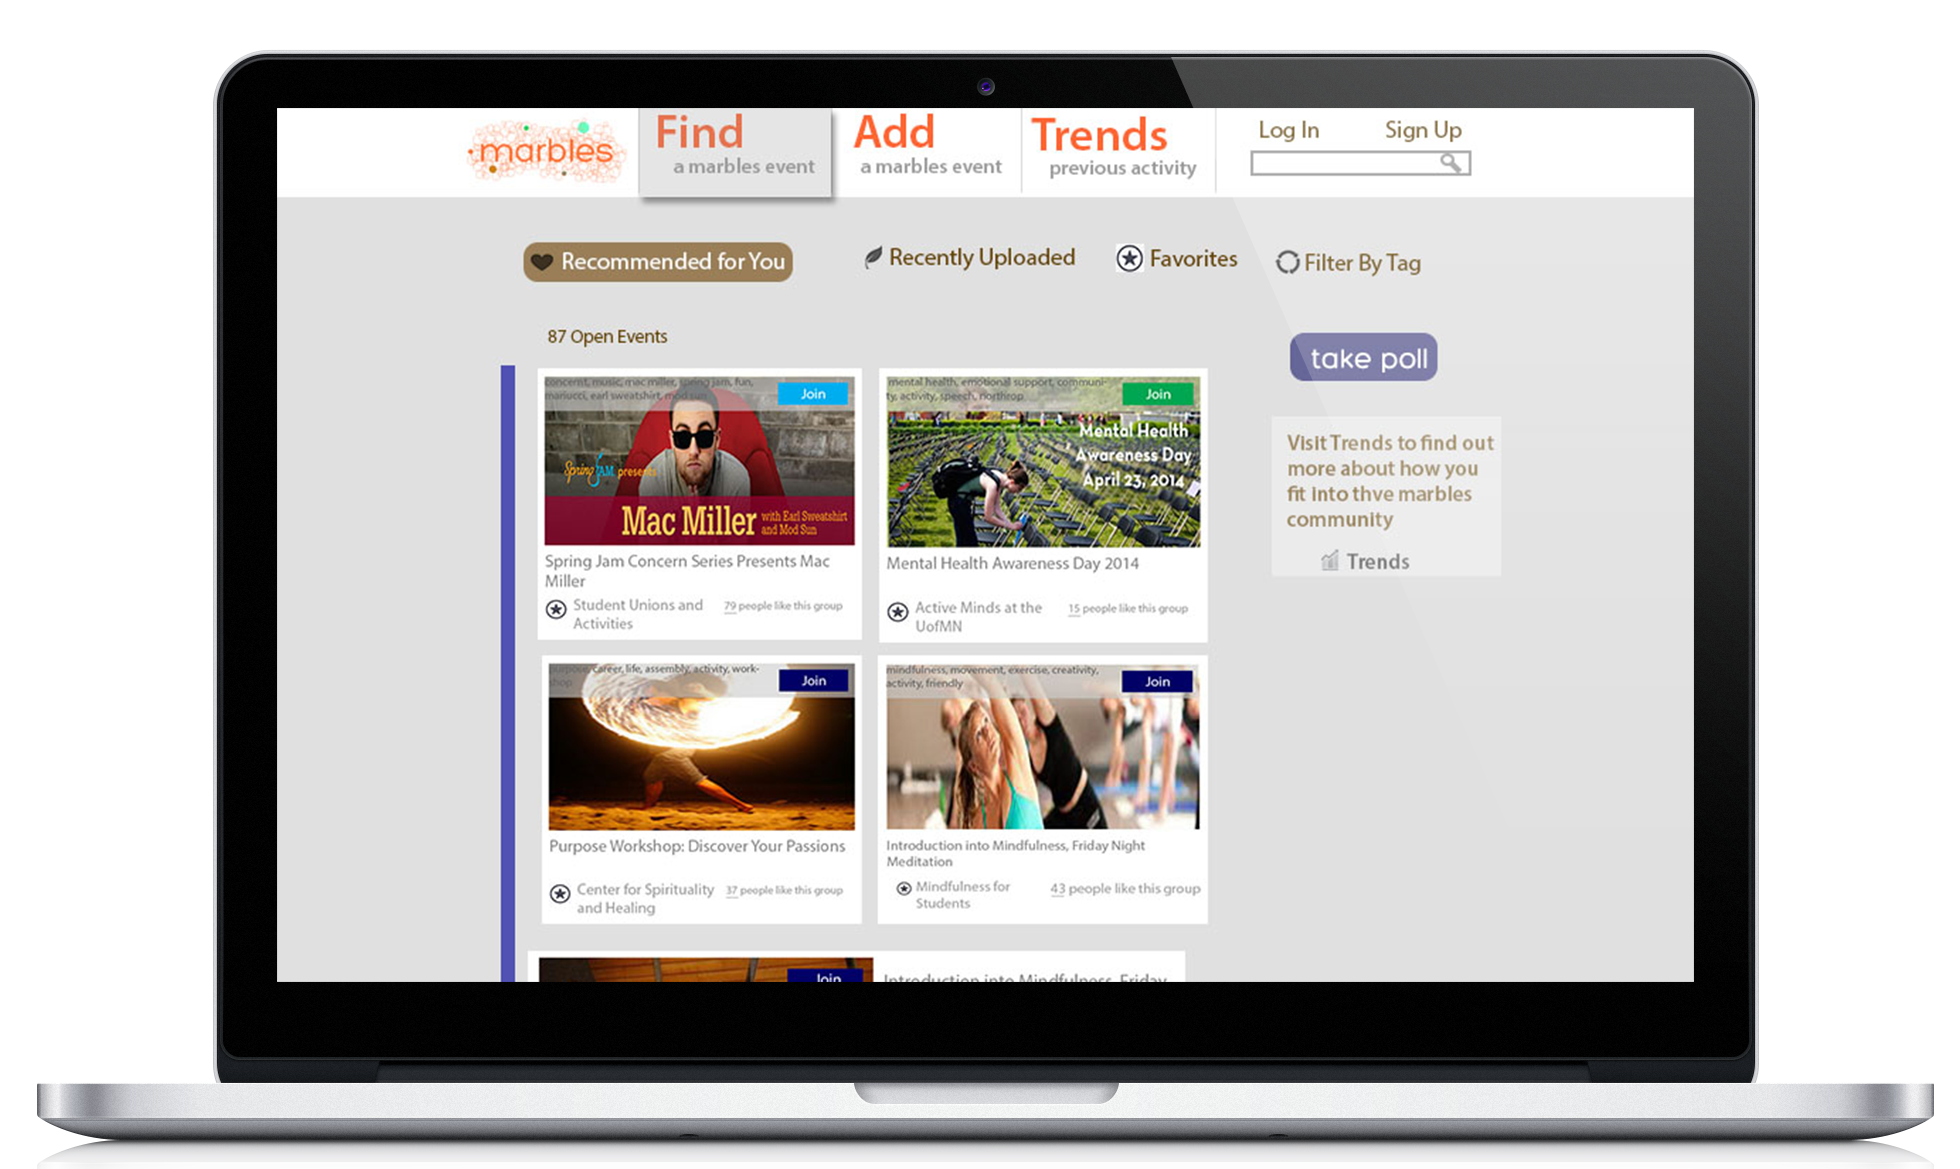 marbles
Find
a marbles event
Add
a marbles event
Trends
previous activity
Log In
Sign Up
Recommended for You
Recently Uploaded
Favorites
Filter By Tag
87 Open Events
take poll
concernt, music, mac miller, spring jam, fun,
mariucci, earl sweatshirt, mod sun
Join
Spring JAM presents
Mac Miller with Earl Sweatshirt
and Mod Sun
Spring Jam Concern Series Presents Mac
Miller
Student Unions and
Activities
79 people like this group
mental health, emotional support, communi-
ty, activity, speech, northrop
Join
Mental Health
Awareness Day
April 23, 2014
Mental Health Awareness Day 2014
Active Minds at the
UofMN
15 people like this group
Visit Trends to find out
more about how you
fit into thve marbles
community
Trends
purpose, career, life, assembly, activity, work-
shop
Join
Purpose Workshop: Discover Your Passions
Center for Spirituality
and Healing
37 people like this group
mindfulness, movement, exercise, creativity,
activity, friendly
Join
Introduction into Mindfulness, Friday Night
Meditation
Mindfulness for
Students
43 people like this group
Join
Introduction into Mindfulness, Friday